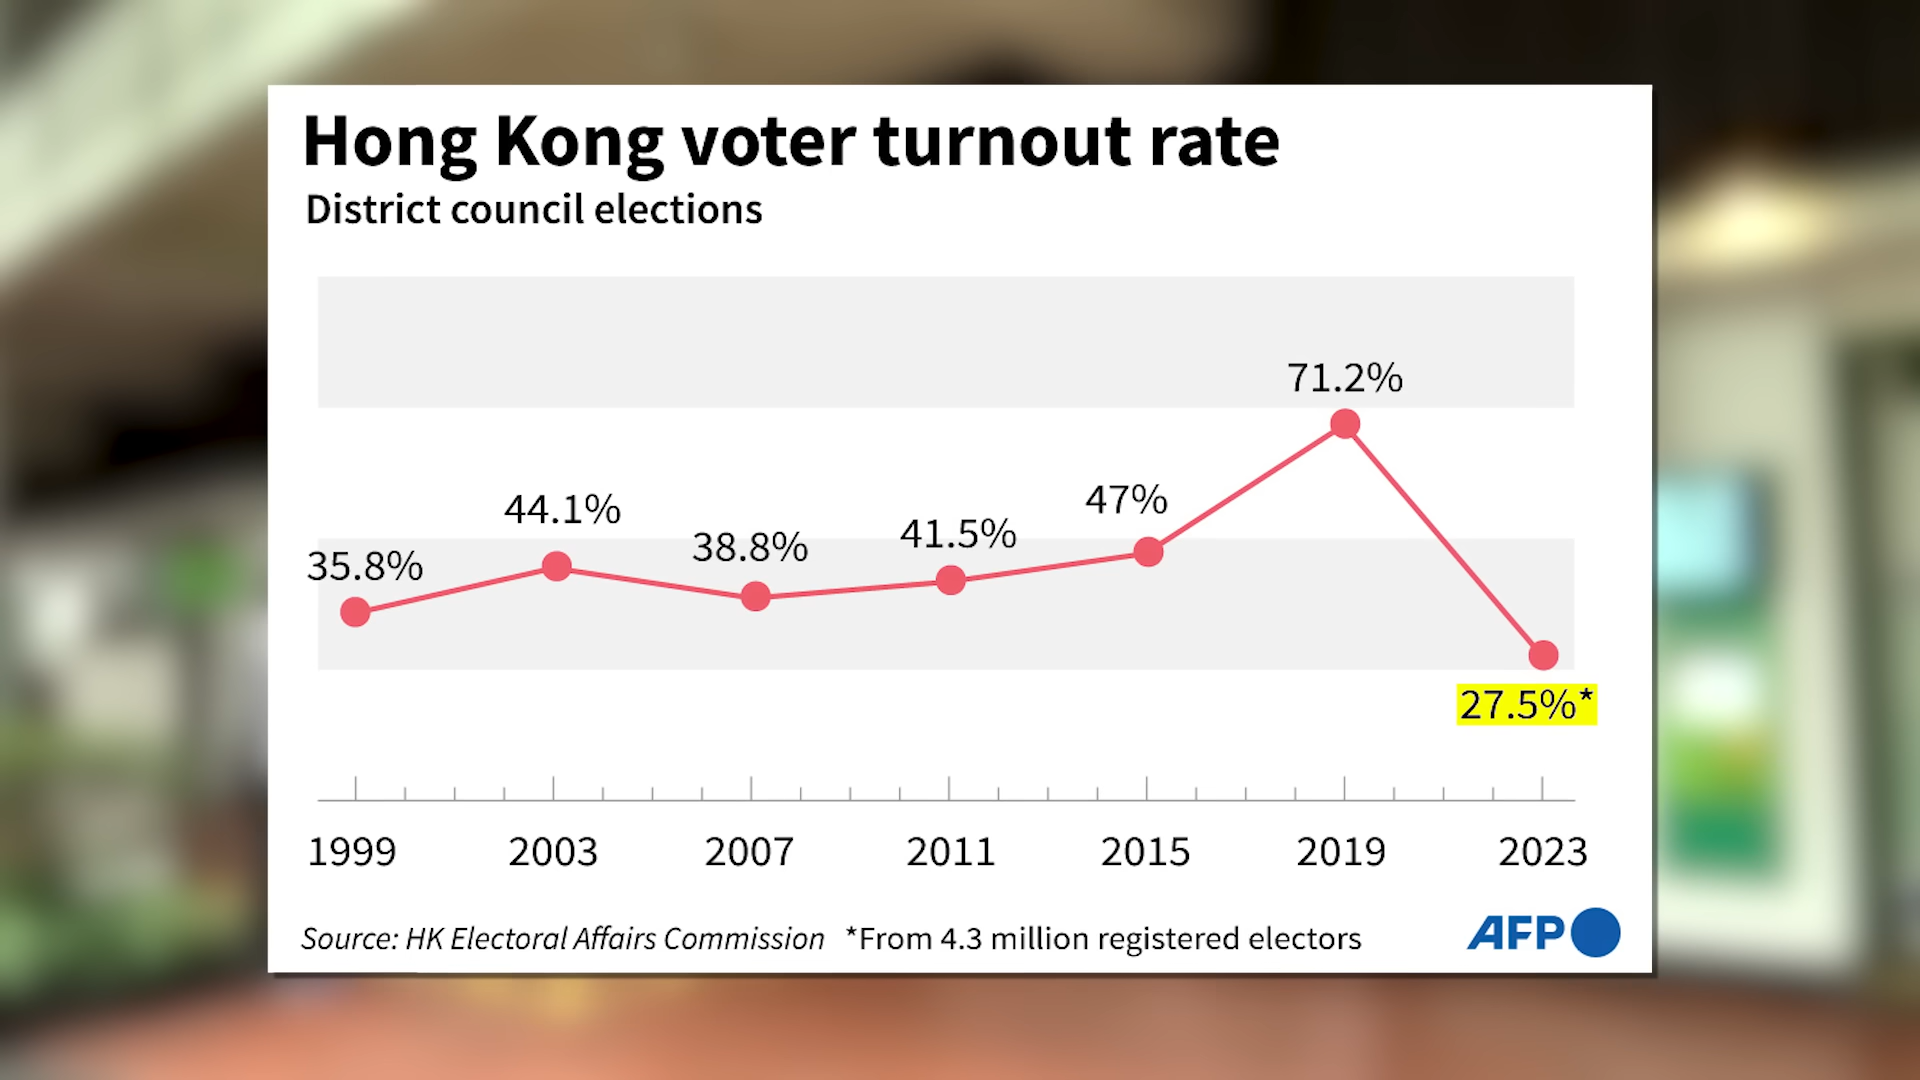 Hong Kong voter turnout rate
District council elections
71.2%
44.1%
47%
41.5%
38.8%
35.8%
27.5%*
1999 2003 2007 2011 2015 2019 2023
Source: HK Electoral Affairs Commission *From 4.3 million registered electors
AFP